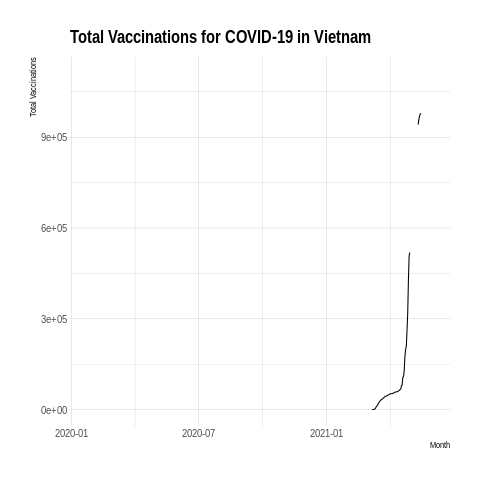 Total Vaccinations for COVID-19 in Vietnam
Total Vaccinations
9e+05
6e+05
3e+05
0e+00
2020-01 2020-07 2021-01
Month